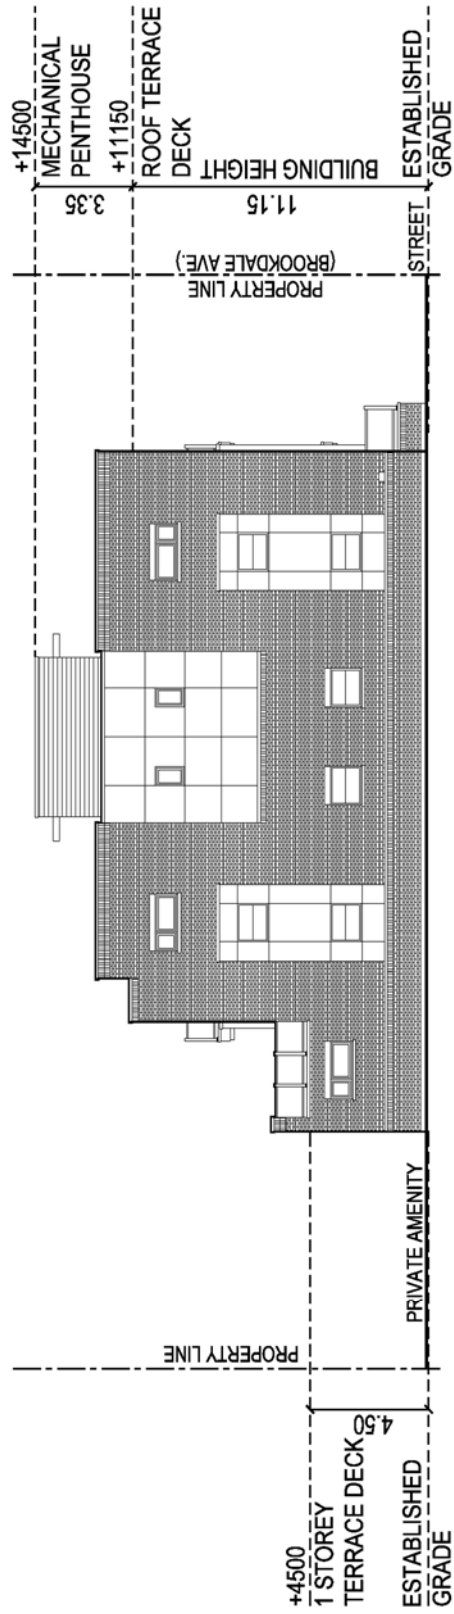 +14500
MECHANICAL
PENTHOUSE
+11150
ROOF TERRACE
DECK
BUILDING HEIGHT
ESTABLISHED
GRADE
3.35
11.15
STREET
(BROOKDALE AVE.)
PROPERTY LINE
PRIVATE AMENITY
PROPERTY LINE
4.50
+4500
1 STOREY
TERRACE DECK
ESTABLISHED
GRADE